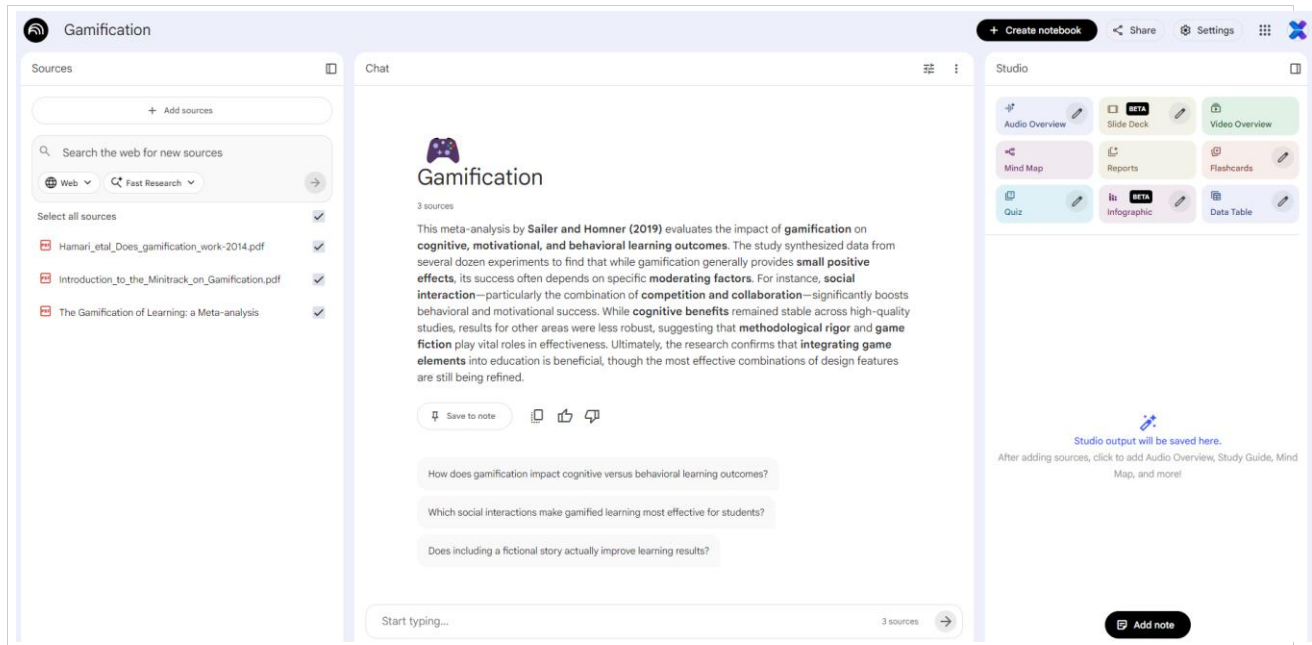 Gamification
+ Create notebook
Share
Settings
Sources
+ Add sources
Search the web for new sources
Web
Fast Research
Select all sources
PDF Hamari_etal_Does_gamification_work-2014.pdf
PDF Introduction_to_the_Minitrack_on_Gamification.pdf
PDF The Gamification of Learning: a Meta-analysis
Chat
Gamification
3 sources
This meta-analysis by Sailer and Homner (2019) evaluates the impact of gamification on
cognitive, motivational, and behavioral learning outcomes. The study synthesized data from
several dozen experiments to find that while gamification generally provides small positive
effects, its success often depends on specific moderating factors. For instance, social
interaction—particularly the combination of competition and collaboration—significantly boosts
behavioral and motivational success. While cognitive benefits remained stable across high-quality
studies, results for other areas were less robust, suggesting that methodological rigor and game
fiction play vital roles in effectiveness. Ultimately, the research confirms that integrating game
elements into education is beneficial, though the most effective combinations of design features
are still being refined.
Save to note
How does gamification impact cognitive versus behavioral learning outcomes?
Which social interactions make gamified learning most effective for students?
Does including a fictional story actually improve learning results?
Start typing...
3 sources
Studio
Audio Overview
BETA
Slide Deck
Video Overview
Mind Map
Reports
Flashcards
Quiz
BETA
Infographic
Data Table
Studio output will be saved here.
After adding sources, click to add Audio Overview, Study Guide, Mind
Map, and more!
Add note